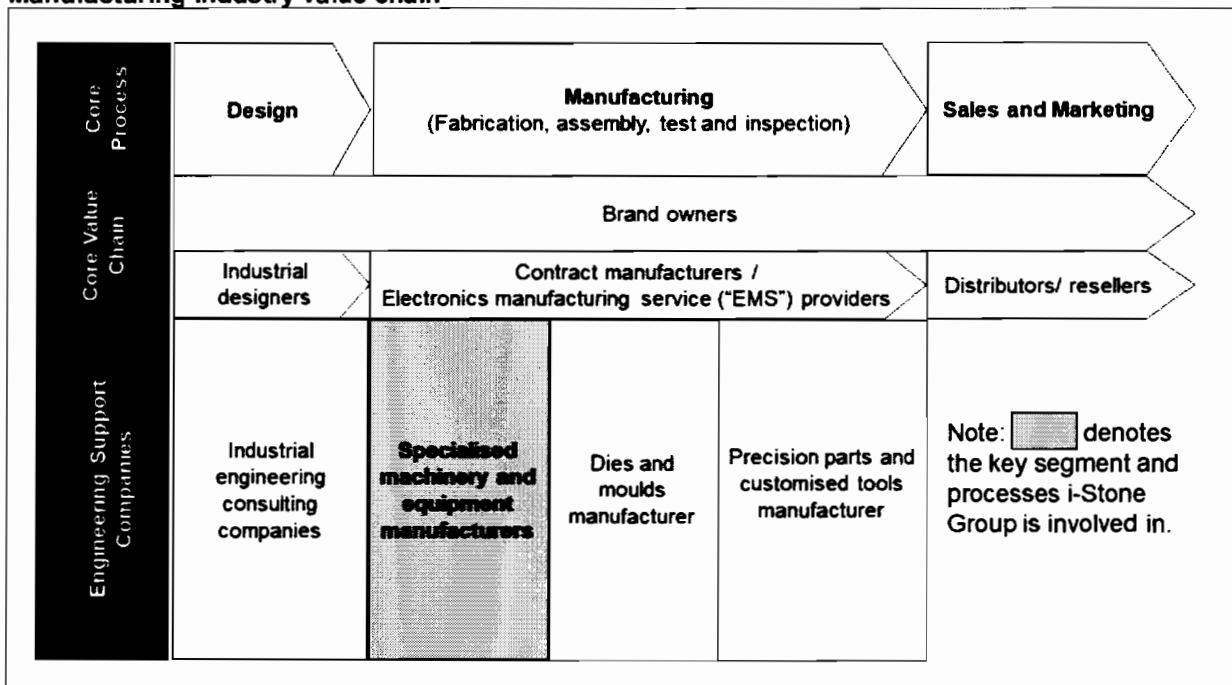 Manufacturing industry value chain
Core
Process
Design
Manufacturing
(Fabrication, assembly, test and inspection)
Sales and Marketing
Core Value
Chain
Brand owners
Industrial
designers
Contract manufacturers /
Electronics manufacturing service ("EMS") providers
Distributors/ resellers
Engineering Support
Companies
Industrial
engineering
consulting
companies
Specialised
machinery and
equipment
manufacturers
Dies and
moulds
manufacturer
Precision parts and
customised tools
manufacturer
Note: denotes
the key segment and
processes i-Stone
Group is involved in.